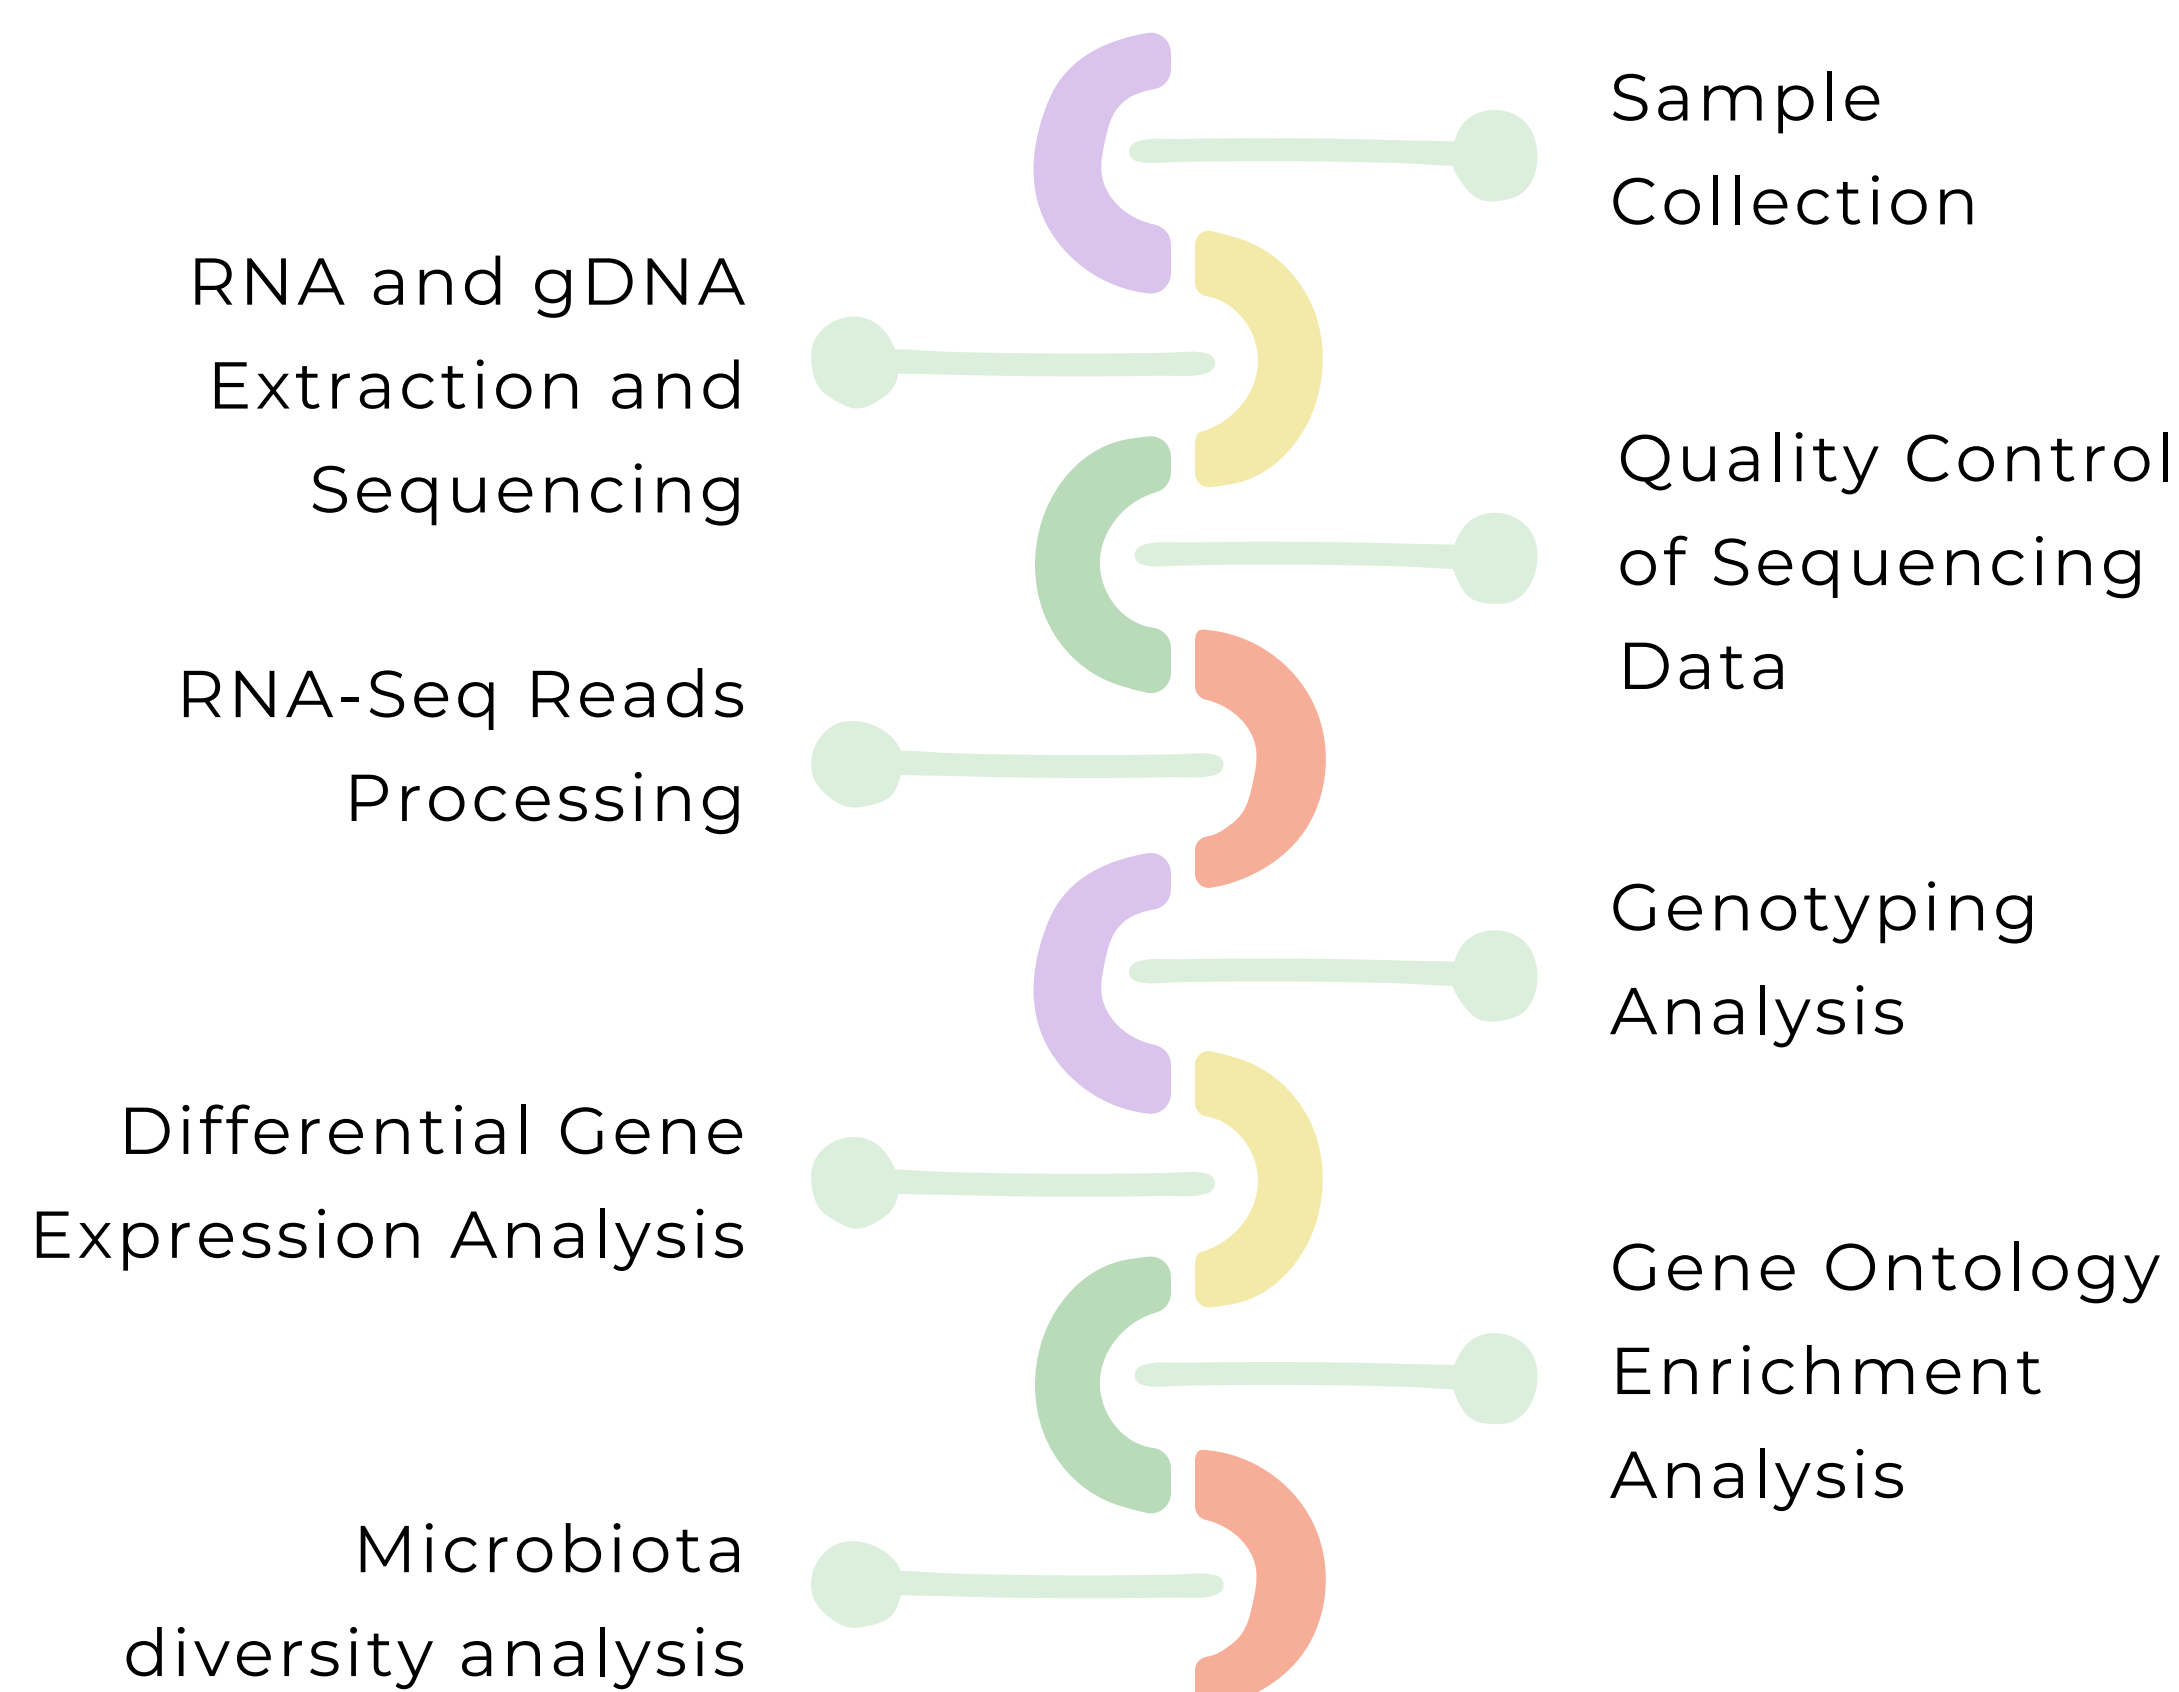 Sample
Collection
RNA and gDNA
Extraction and
Sequencing
Quality Control
of Sequencing
Data
RNA-Seq Reads
Processing
Genotyping
Analysis
Differential Gene
Expression Analysis
Gene Ontology
Enrichment
Analysis
Microbiota
diversity analysis